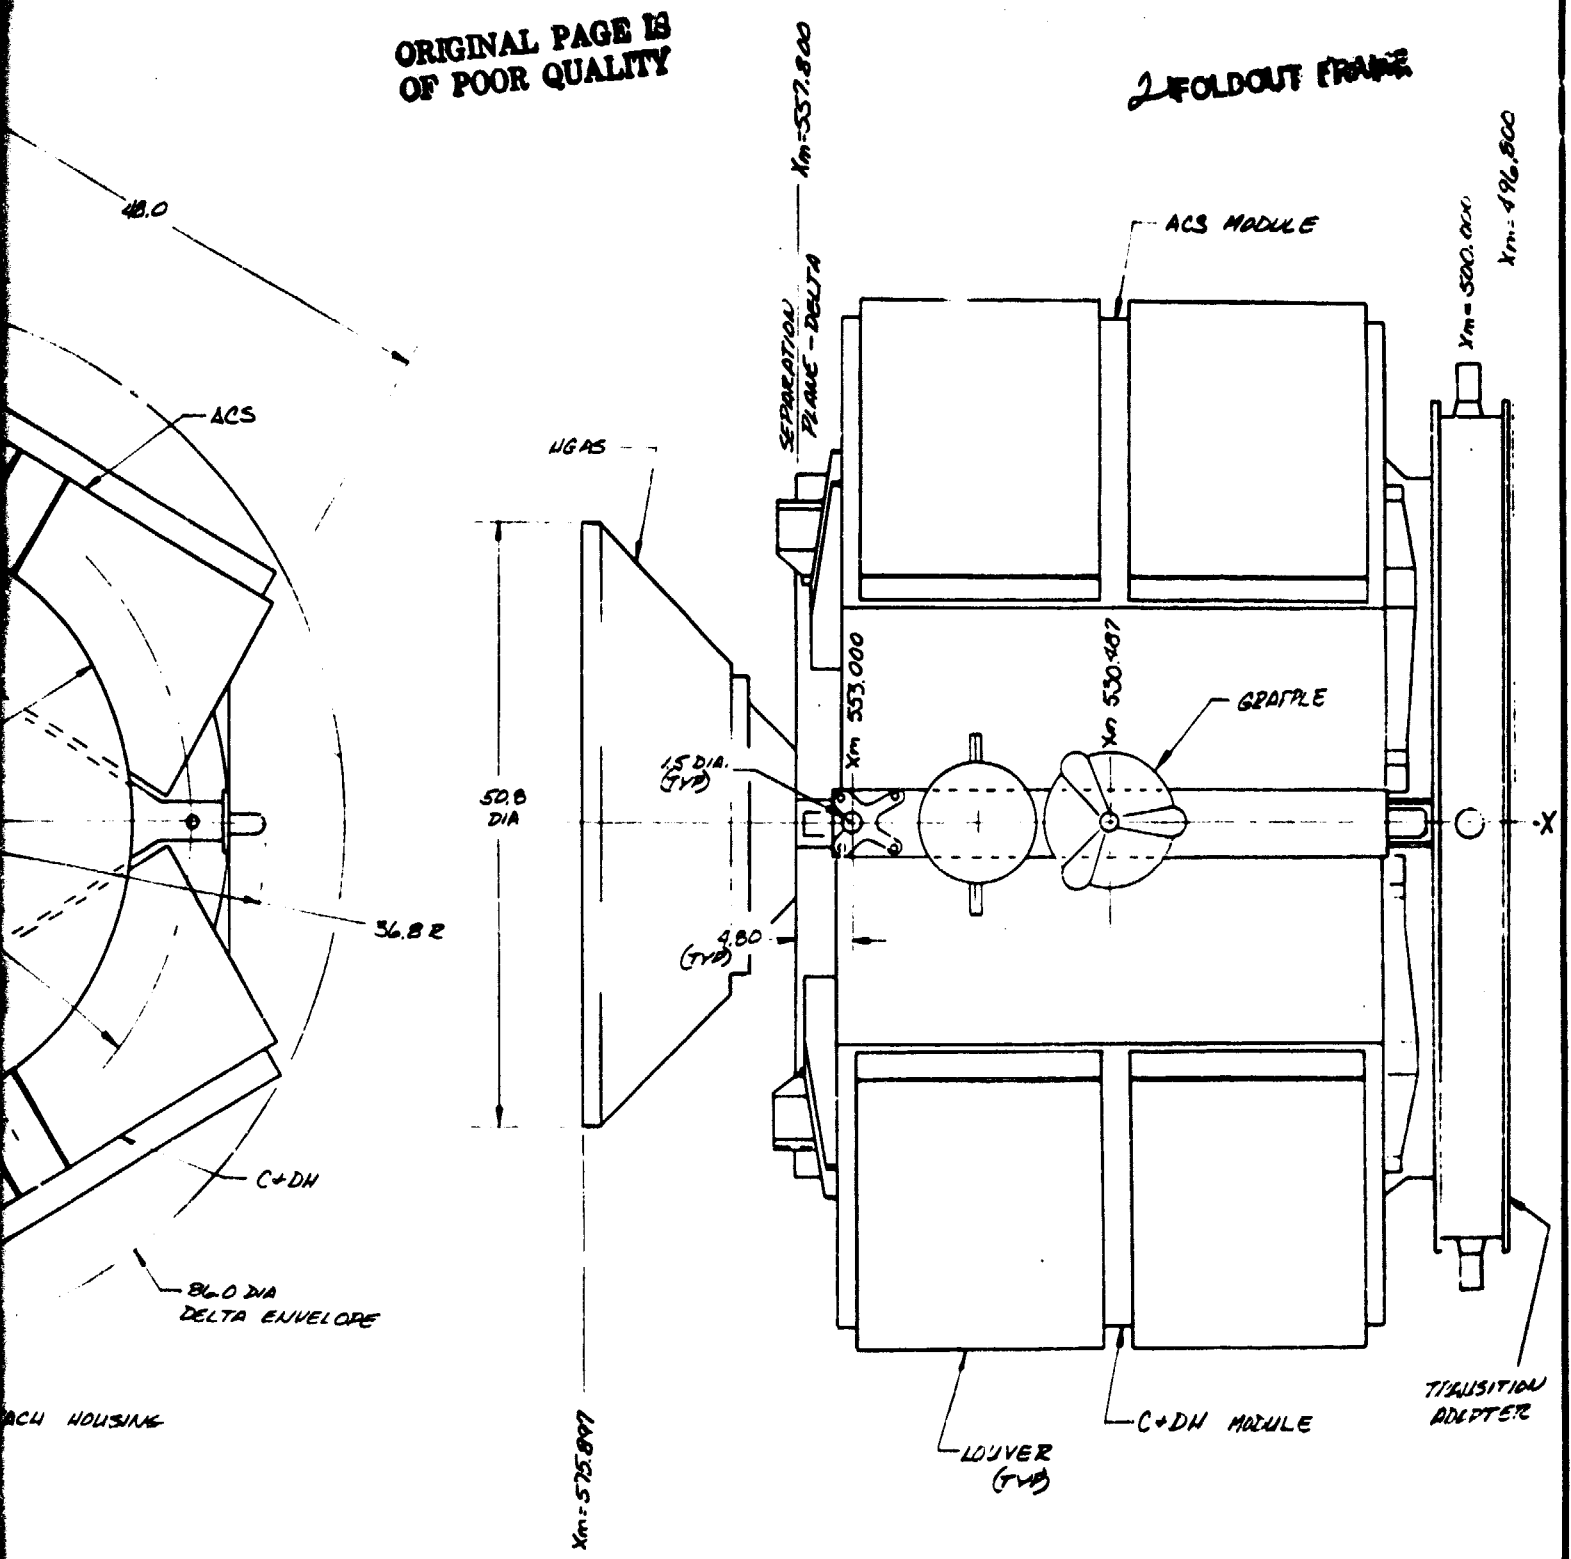 ORIGINAL PAGE IS
OF POOR QUALITY
2 FOLDOUT FRAME
Xm=557.800
SEPARATION
PLANE - DELTA
Xm=500.000
Xm=496.800
48.0
ACS MODULE
ACS
HGAS
Xm 553.000
Xm 530.487
GRAPPLE
1.5 DIA.
(TYP)
50.8
DIA
-X
36.8 R
4.80
(TYP)
C+DH
86.0 DIA
DELTA ENVELOPE
ACH HOUSING
TRANSITION
ADAPTER
C+DH MODULE
LOUVER
(TYP)
Xm=575.897